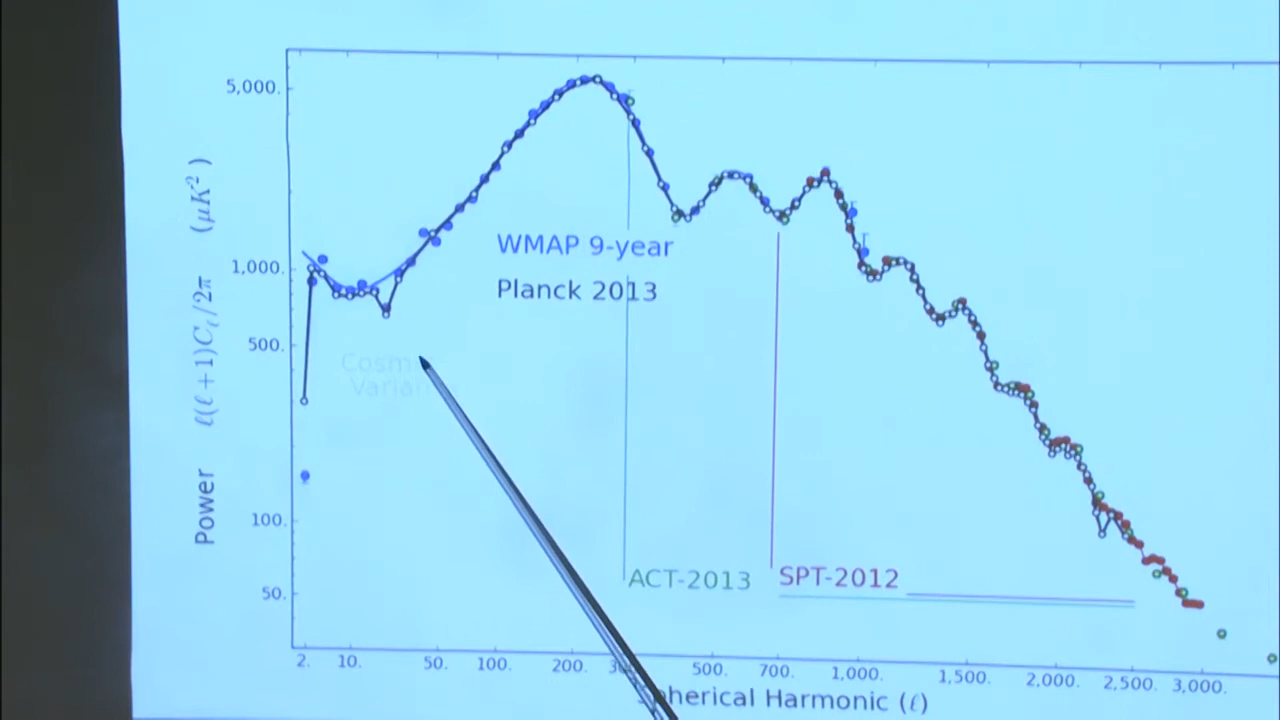 5,000.
1,000.
500.
100.
50.
Power ℓ(ℓ+1)Cℓ/2π (μK²)
WMAP 9-year
Planck 2013
ACT-2013
SPT-2012
2. 10. 50. 100. 200. 500. 700. 1,000. 1,500. 2,000. 2,500. 3,000.
Harmonic (ℓ)